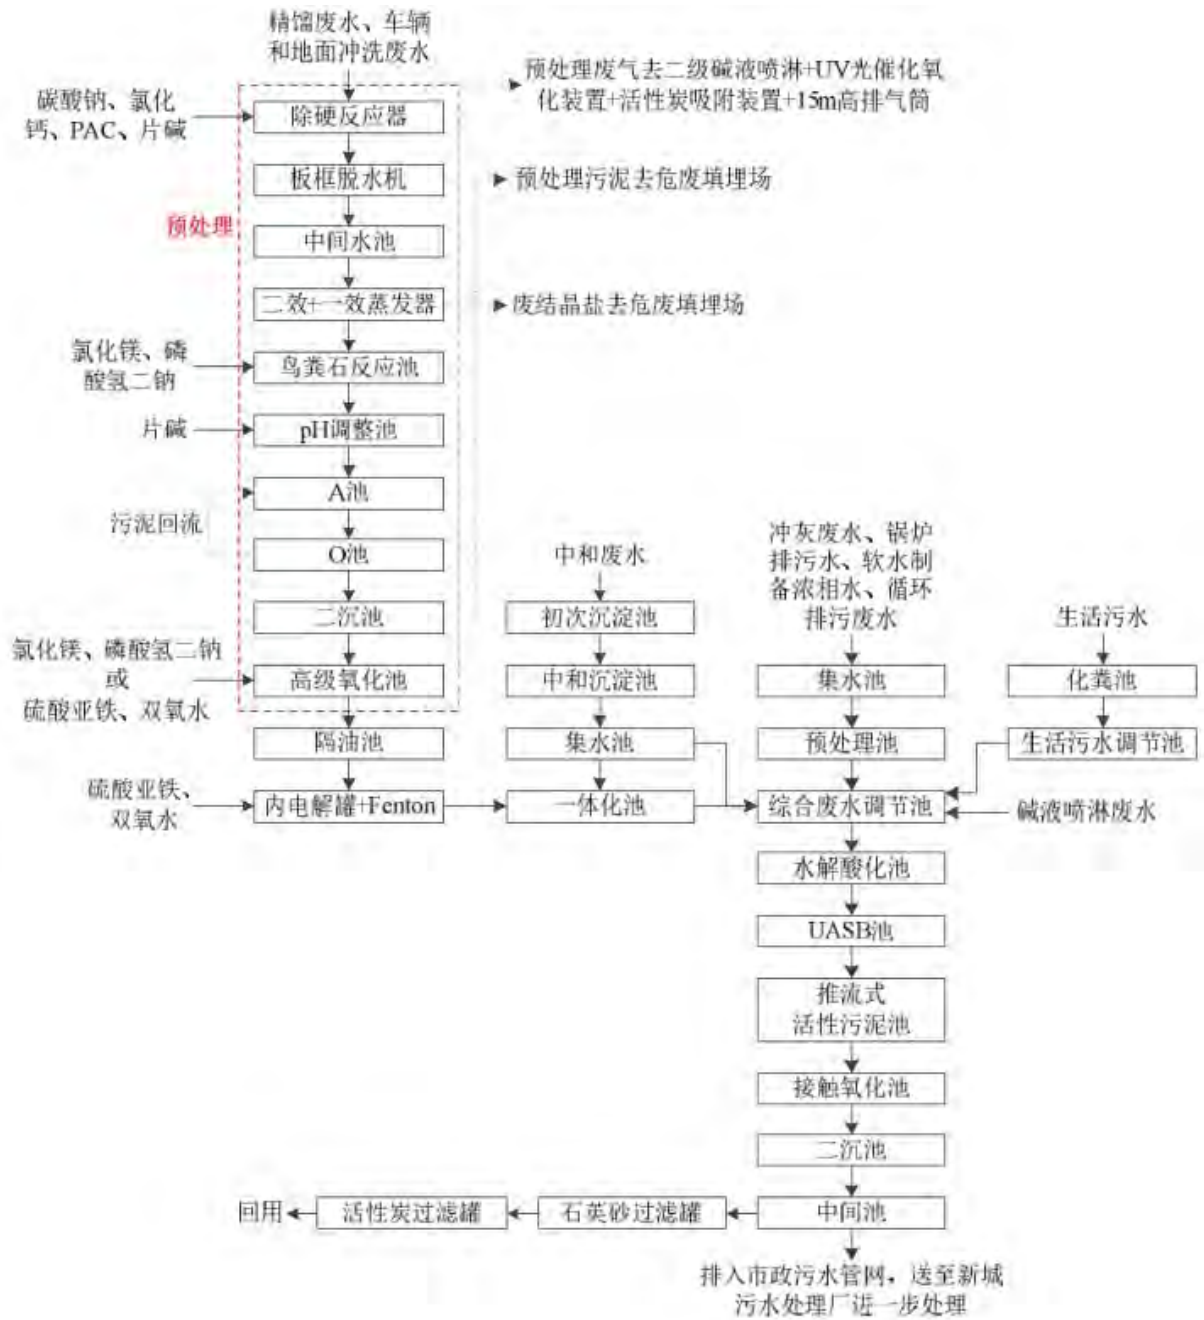 精馏废水、车辆
和地面冲洗废水
预处理废气去二级碱液喷淋+UV光催化氧
化装置+活性炭吸附装置+15m高排气筒
碳酸钠、氯化
钙、PAC、片碱
除硬反应器
板框脱水机
预处理污泥去危废填埋场
预处理
中间水池
二效+一效蒸发器
废结晶盐去危废填埋场
氯化镁、磷
酸氢二钠
鸟粪石反应池
片碱
pH调整池
A池
污泥回流
O池
二沉池
氯化镁、磷酸氢二钠
或
硫酸亚铁、双氧水
高级氧化池
隔油池
硫酸亚铁、
双氧水
内电解罐+Fenton
中和废水
初次沉淀池
中和沉淀池
集水池
一体化池
冲灰废水、锅炉
排污水、软水制
备浓相水、循环
排污废水
集水池
预处理池
综合废水调节池
生活污水
化粪池
生活污水调节池
碱液喷淋废水
水解酸化池
UASB池
推流式
活性污泥池
接触氧化池
二沉池
中间池
石英砂过滤罐
活性炭过滤罐
回用
排入市政污水管网，送至新城
污水处理厂进一步处理